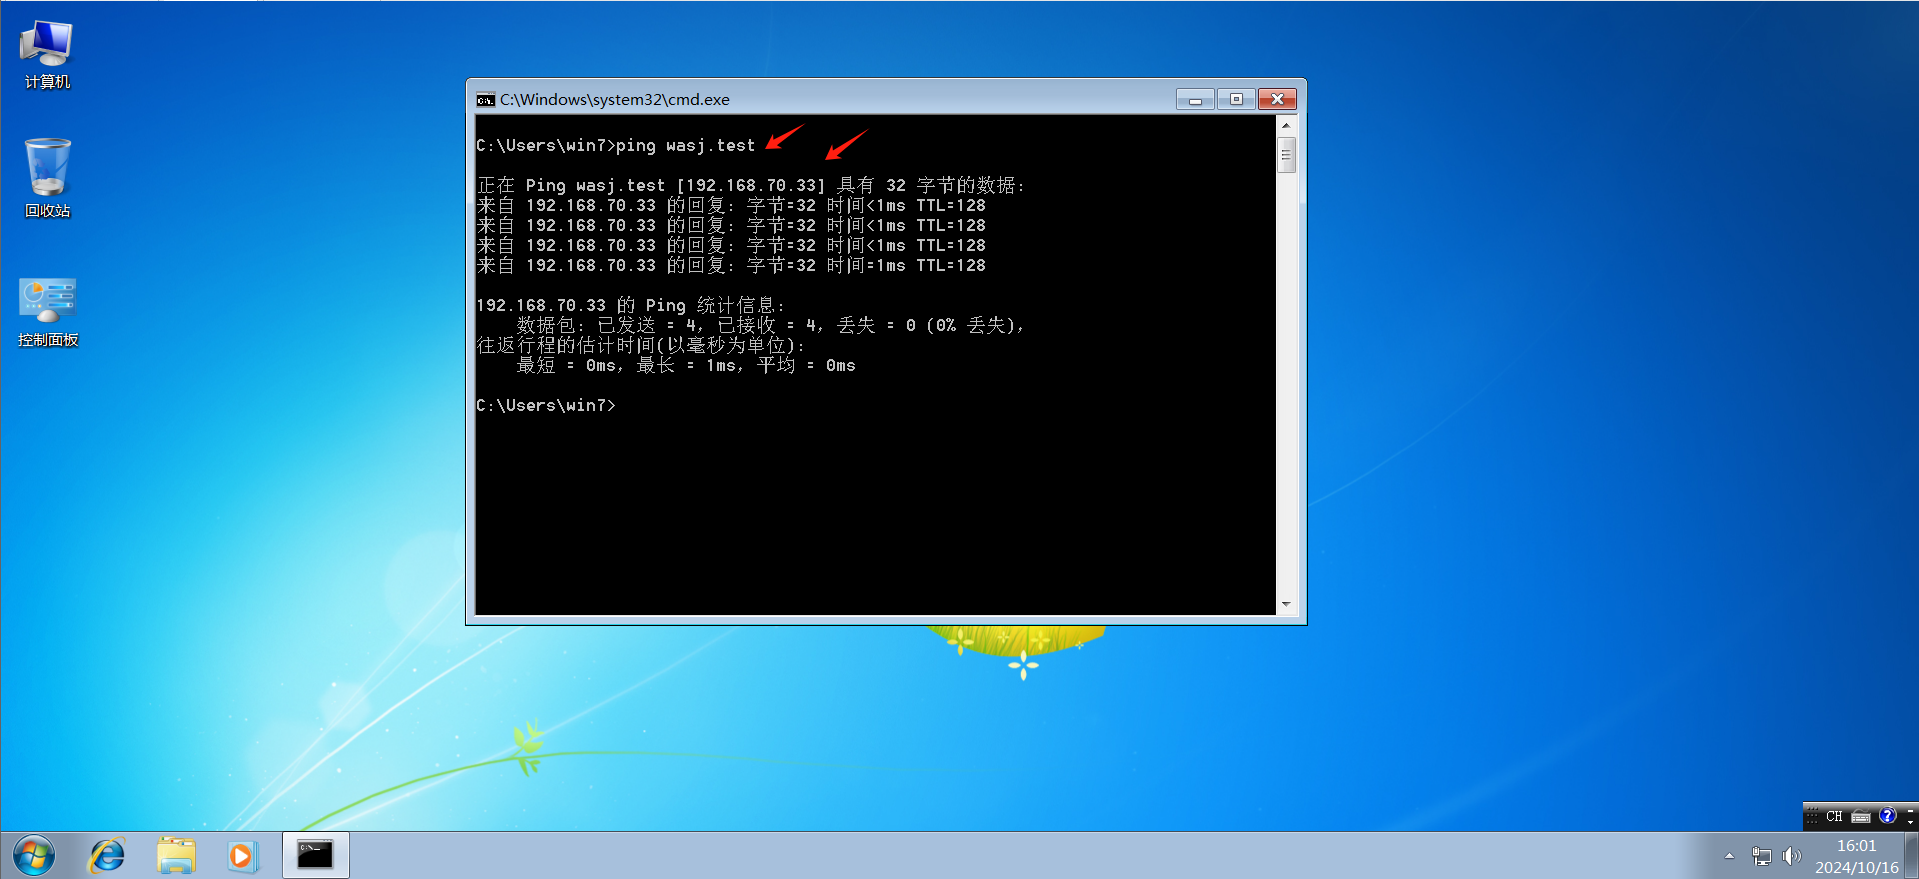 计算机
回收站
控制面板
C:\Windows\system32\cmd.exe
C:\Users\win7>ping wasj.test
正在 Ping wasj.test [192.168.70.33] 具有 32 字节的数据:
来自 192.168.70.33 的回复: 字节=32 时间<1ms TTL=128
来自 192.168.70.33 的回复: 字节=32 时间<1ms TTL=128
来自 192.168.70.33 的回复: 字节=32 时间<1ms TTL=128
来自 192.168.70.33 的回复: 字节=32 时间=1ms TTL=128
192.168.70.33 的 Ping 统计信息:
数据包: 已发送 = 4，已接收 = 4，丢失 = 0 (0% 丢失)，
往返行程的估计时间(以毫秒为单位):
最短 = 0ms，最长 = 1ms，平均 = 0ms
C:\Users\win7>
CH
16:01
2024/10/16